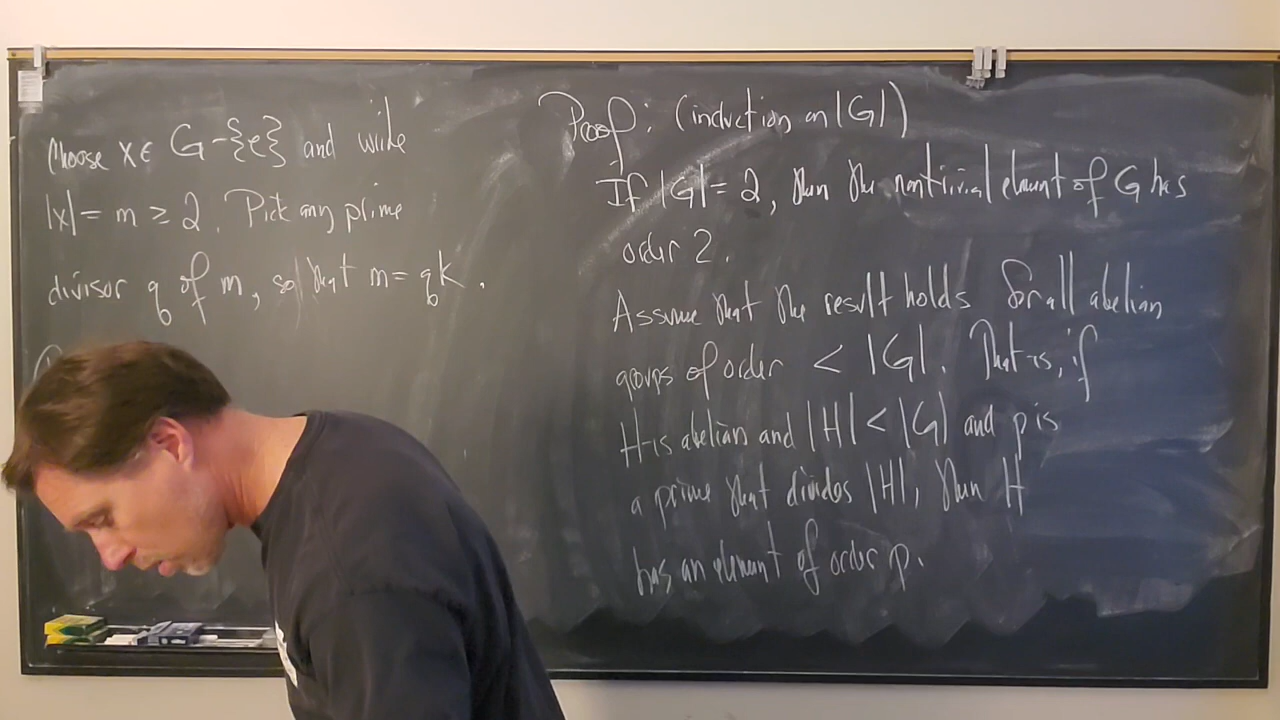 Choose x ∈ G - {e} and write
|x| = m ≥ 2. Pick any prime
divisor q of m, so that m = qk.
Proof: (induction on |G|)
If |G| = 2, then the nontrivial element of G has
order 2.
Assume that the result holds for all abelian
groups of order < |G|. That is, if
H is abelian and |H| < |G| and p is
a prime that divides |H|, then H
has an element of order p.